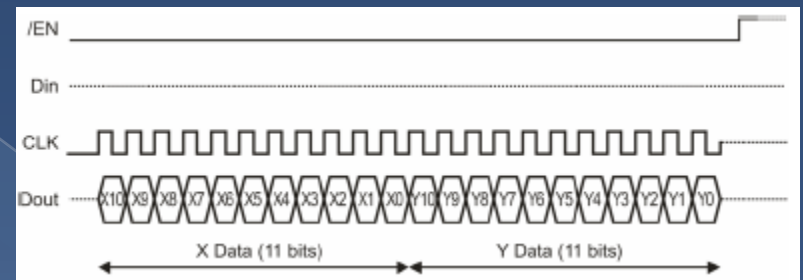 /EN
Din
CLK
Dout X10 X9 X8 X7 X6 X5 X4 X3 X2 X1 X0 Y10 Y9 Y8 Y7 Y6 Y5 Y4 Y3 Y2 Y1 Y0
X Data (11 bits) Y Data (11 bits)